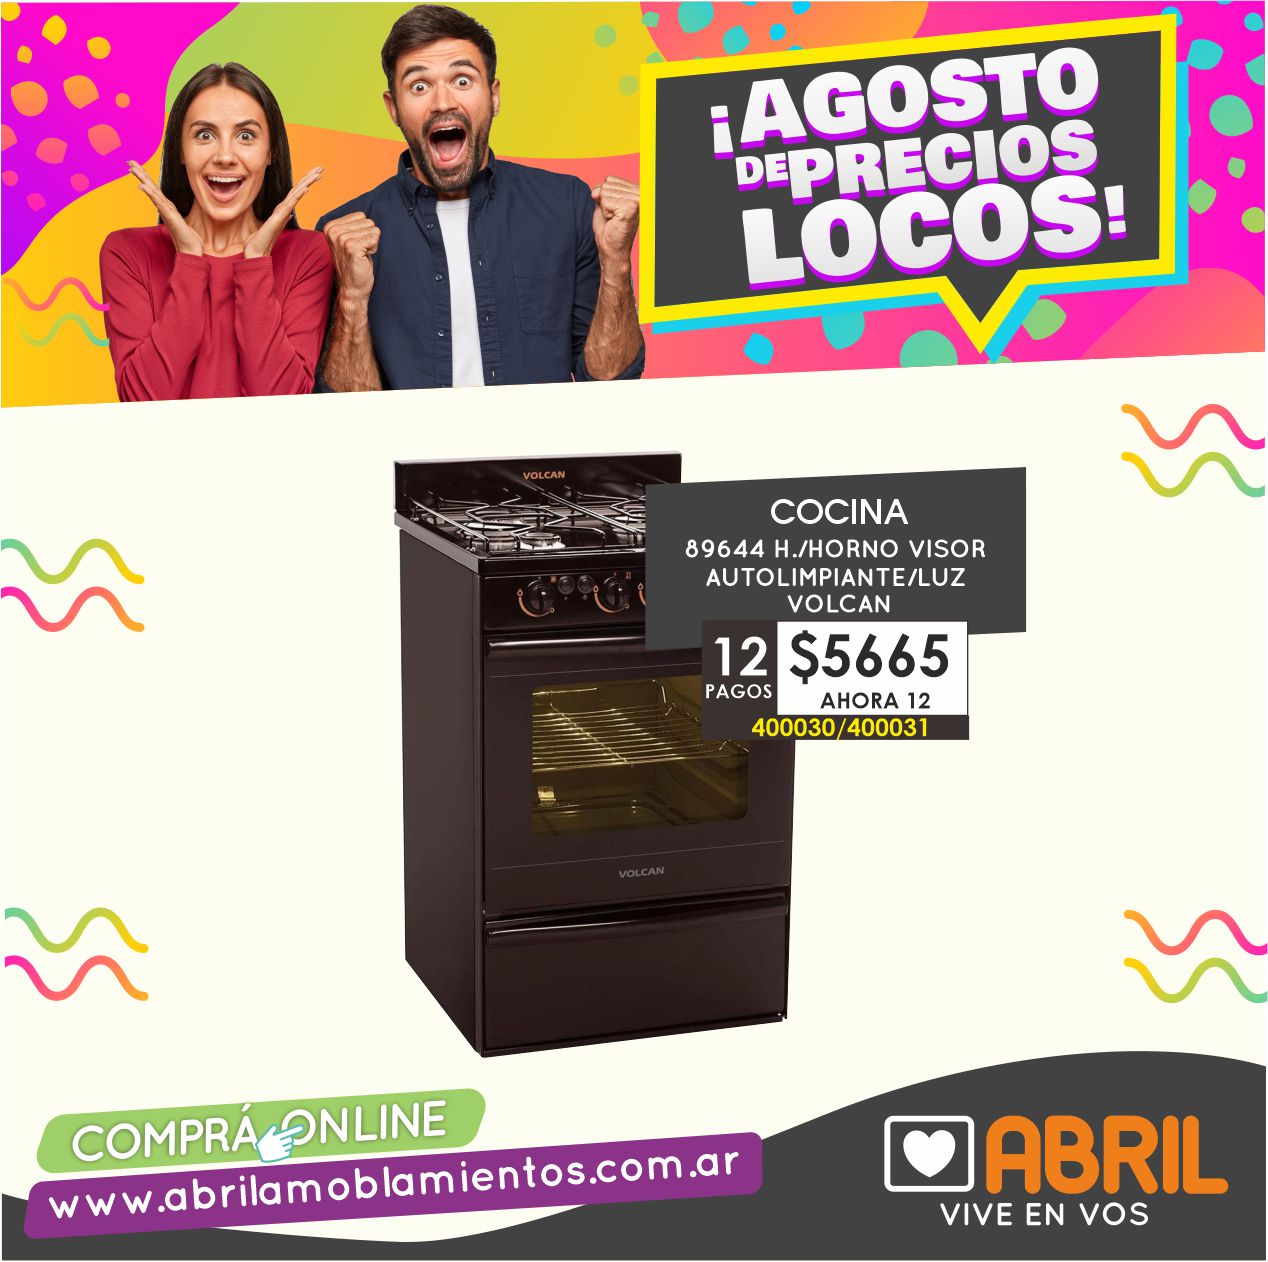 ¡AGOSTO
DE PRECIOS
LOCOS!
VOLCAN
COCINA
89644 H./HORNO VISOR
AUTOLIMPIANTE/LUZ
VOLCAN
12
PAGOS
$5665
AHORA 12
400030/400031
VOLCAN
COMPRÁ ONLINE
www.abrilamoblamientos.com.ar
ABRIL
VIVE EN VOS